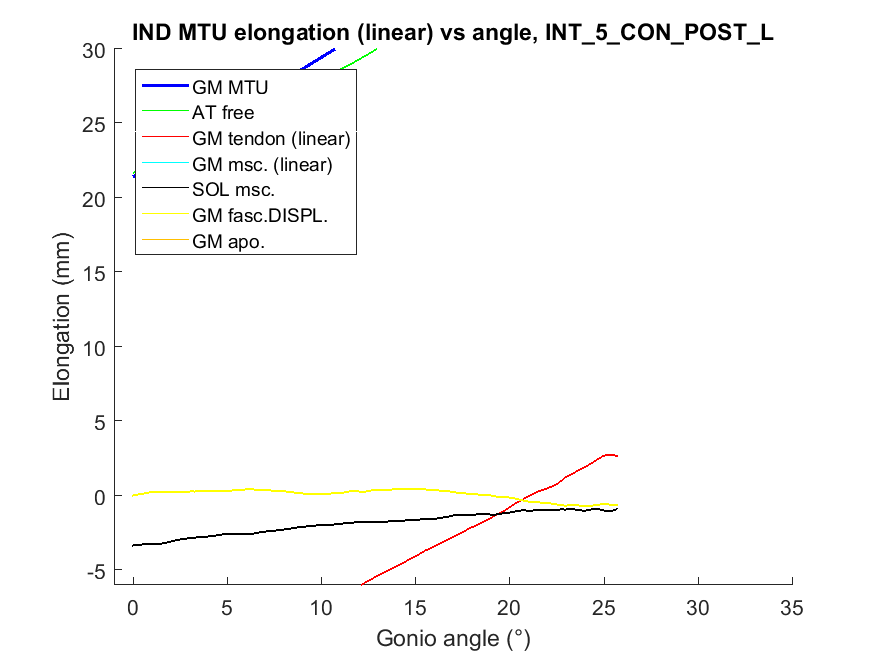 IND MTU elongation (linear) vs angle, INT_5_CON_POST_L
30
25
20
15
10
5
0
-5
Elongation (mm)
GM MTU
AT free
GM tendon (linear)
GM msc. (linear)
SOL msc.
GM fasc.DISPL.
GM apo.
0 5 10 15 20 25 30 35
Gonio angle (°)